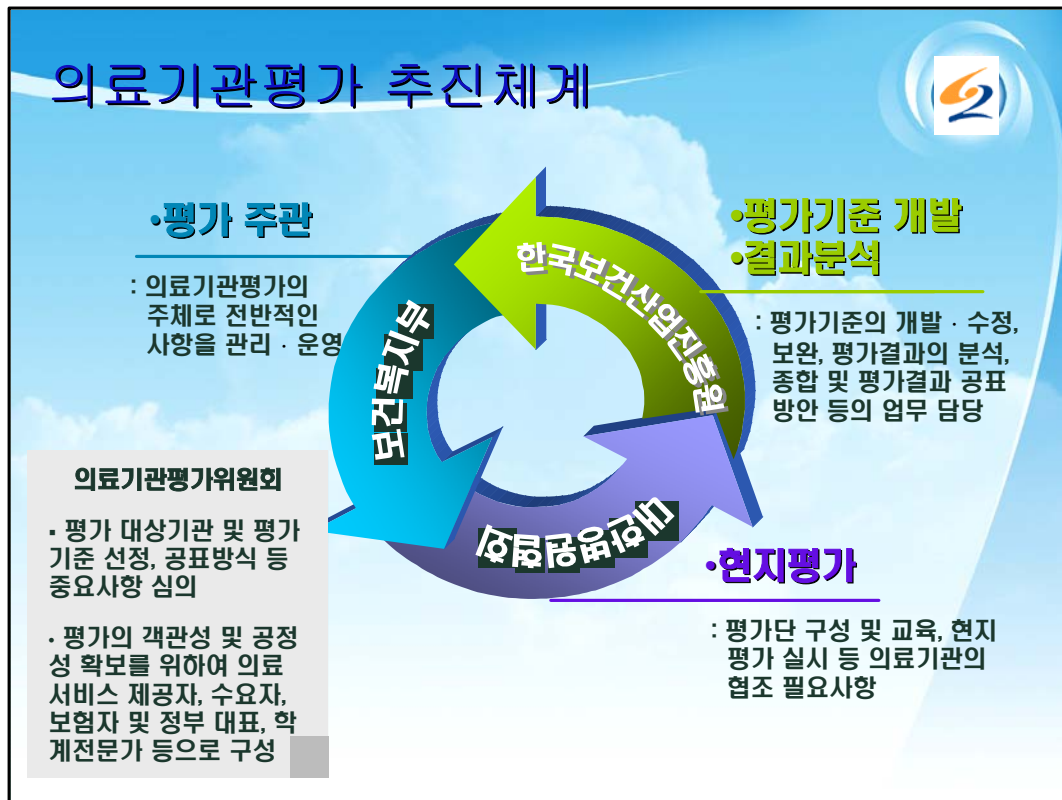 의료기관평가 추진체계
•평가 주관
: 의료기관평가의
주체로 전반적인
사항을 관리 · 운영
•평가기준 개발
•결과분석
: 평가기준의 개발 · 수정,
보완, 평가결과의 분석,
종합 및 평가결과 공표
방안 등의 업무 담당
한국보건산업진흥원
보건복지부
대한병원협회
의료기관평가위원회
▪ 평가 대상기관 및 평가
기준 선정, 공표방식 등
중요사항 심의
· 평가의 객관성 및 공정
성 확보를 위하여 의료
서비스 제공자, 수요자,
보험자 및 정부 대표, 학
계전문가 등으로 구성
•현지평가
: 평가단 구성 및 교육, 현지
평가 실시 등 의료기관의
협조 필요사항